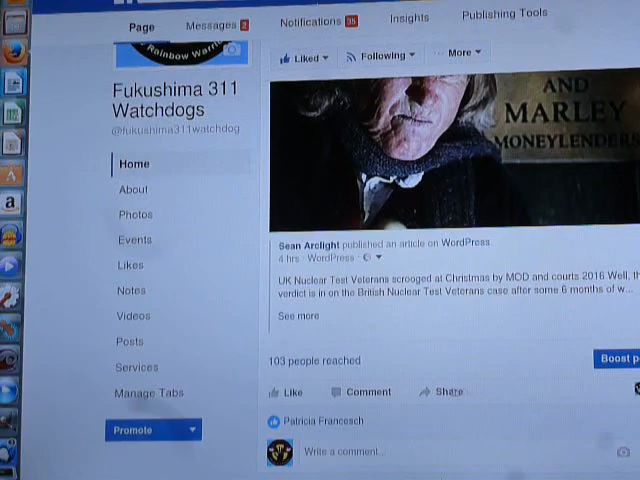 Page
Messages 2
Notifications 35
Insights
Publishing Tools
Rainbow Warri
Liked
Following
More
Fukushima 311
Watchdogs
@fukushima311watchdog
AND
MARLEY
MONEYLENDERS
Home
About
Photos
Events
Likes
Notes
Videos
Posts
Services
Manage Tabs
Promote
Sean Arclight published an article on WordPress
4 hrs · WordPress ·
UK Nuclear Test Veterans scrooged at Christmas by MOD and courts 2016 Well, th
verdict is in on the British Nuclear Test Veterans case after some 6 months of w...
See more
103 people reached
Boost p
Like
Comment
Share
Patricia Francesch
Write a comment...